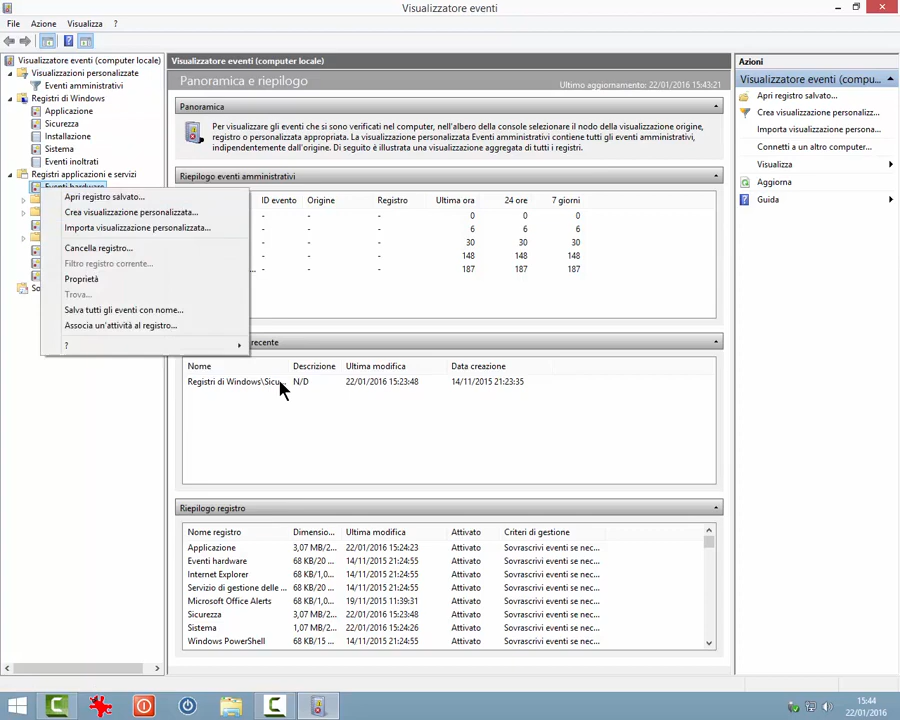 Visualizzatore eventi
File Azione Visualizza ?
Visualizzatore eventi (computer locale)
Visualizzazioni personalizzate
Eventi amministrativi
Registri di Windows
Applicazione
Sicurezza
Installazione
Sistema
Eventi inoltrati
Registri applicazioni e servizi
Eventi hardware
So
Apri registro salvato...
Crea visualizzazione personalizzata...
Importa visualizzazione personalizzata...
Cancella registro...
Filtro registro corrente...
Proprietà
Trova...
Salva tutti gli eventi con nome...
Associa un'attività al registro...
?
Visualizzatore eventi (computer locale)
Panoramica e riepilogo
Ultimo aggiornamento: 22/01/2016 15:43:21
Panoramica
Per visualizzare gli eventi che si sono verificati nel computer, nell'albero della console selezionare il nodo della visualizzazione origine,
registro o personalizzata appropriata. La visualizzazione personalizzata Eventi amministrativi contiene tutti gli eventi amministrativi,
indipendentemente dall'origine. Di seguito è illustrata una visualizzazione aggregata di tutti i registri.
Riepilogo eventi amministrativi
ID evento Origine Registro Ultima ora 24 ore 7 giorni
- - - 0 0 0
- - - 6 6 6
- - - 30 30 30
- - - 148 148 148
... - - - 187 187 187
ecente
Nome Descrizione Ultima modifica Data creazione
Registri di Windows\Sicu... N/D 22/01/2016 15:23:48 14/11/2015 21:23:35
Riepilogo registro
Nome registro Dimensio... Ultima modifica Attivato Criteri di gestione
Applicazione 3,07 MB/2... 22/01/2016 15:24:23 Attivato Sovrascrivi eventi se nec...
Eventi hardware 68 KB/20 ... 14/11/2015 21:24:55 Attivato Sovrascrivi eventi se nec...
Internet Explorer 68 KB/1,0... 14/11/2015 21:24:55 Attivato Sovrascrivi eventi se nec...
Servizio di gestione delle ... 68 KB/20 ... 14/11/2015 21:24:55 Attivato Sovrascrivi eventi se nec...
Microsoft Office Alerts 68 KB/1,0... 19/11/2015 11:39:31 Attivato Sovrascrivi eventi se nec...
Sicurezza 3,07 MB/2... 22/01/2016 15:23:48 Attivato Sovrascrivi eventi se nec...
Sistema 1,07 MB/2... 22/01/2016 15:24:26 Attivato Sovrascrivi eventi se nec...
Windows PowerShell 68 KB/15 ... 14/11/2015 21:24:55 Attivato Sovrascrivi eventi se nec...
Azioni
Visualizzatore eventi (compu...
Apri registro salvato...
Crea visualizzazione personaliz...
Importa visualizzazione persona...
Connetti a un altro computer...
Visualizza
Aggiorna
Guida
15:44
22/01/2016